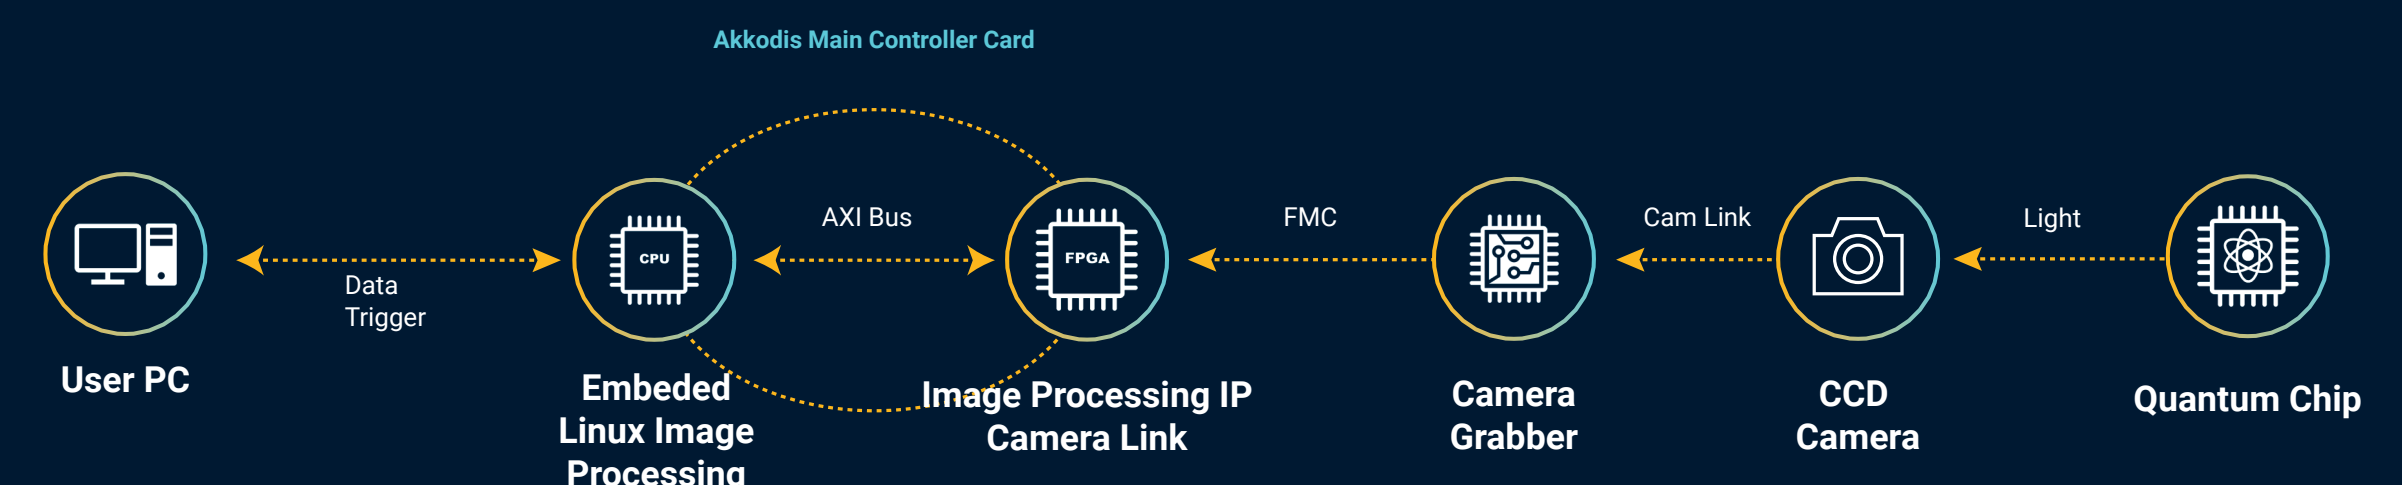 Akkodis Main Controller Card
AXI Bus
FMC
Cam Link
Light
CPU
FPGA
Data
Trigger
User PC
Embeded
Linux Image
Processing
Image Processing IP
Camera Link
Camera
Grabber
CCD
Camera
Quantum Chip